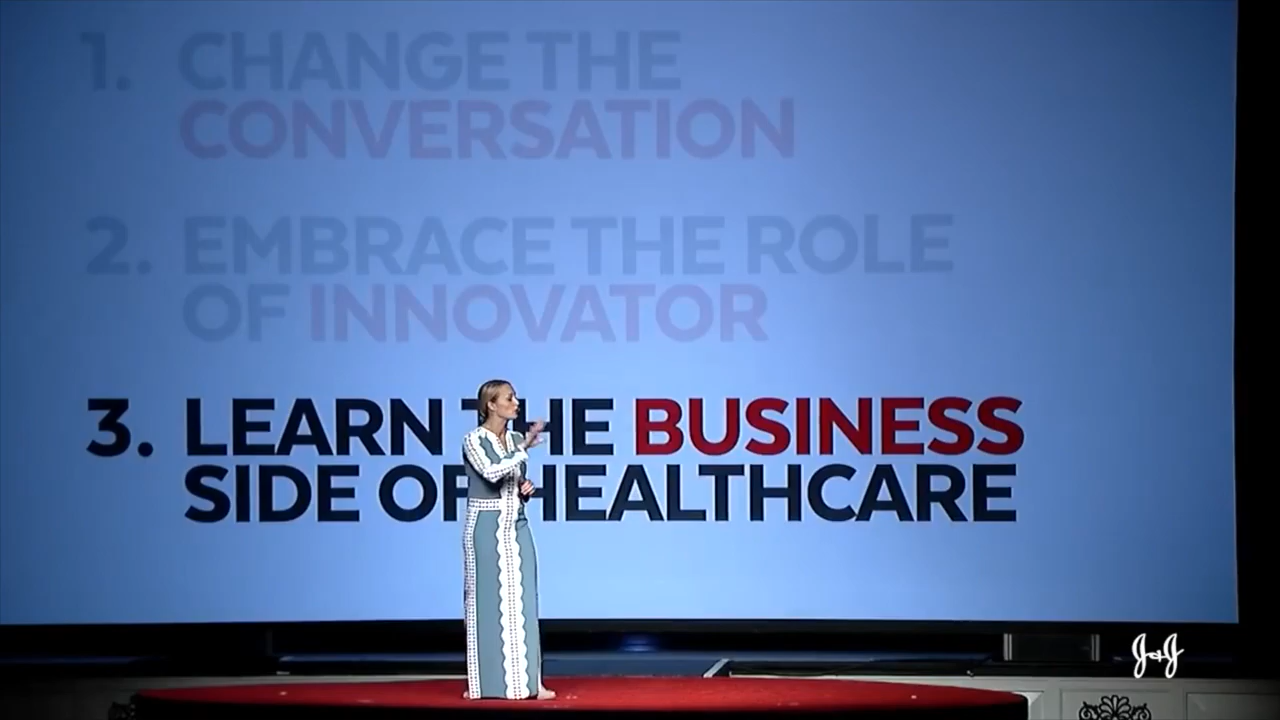 1. CHANGE THE
CONVERSATION
2. EMBRACE THE ROLE
OF INNOVATOR
3. LEARN THE BUSINESS
SIDE OF HEALTHCARE
J&J